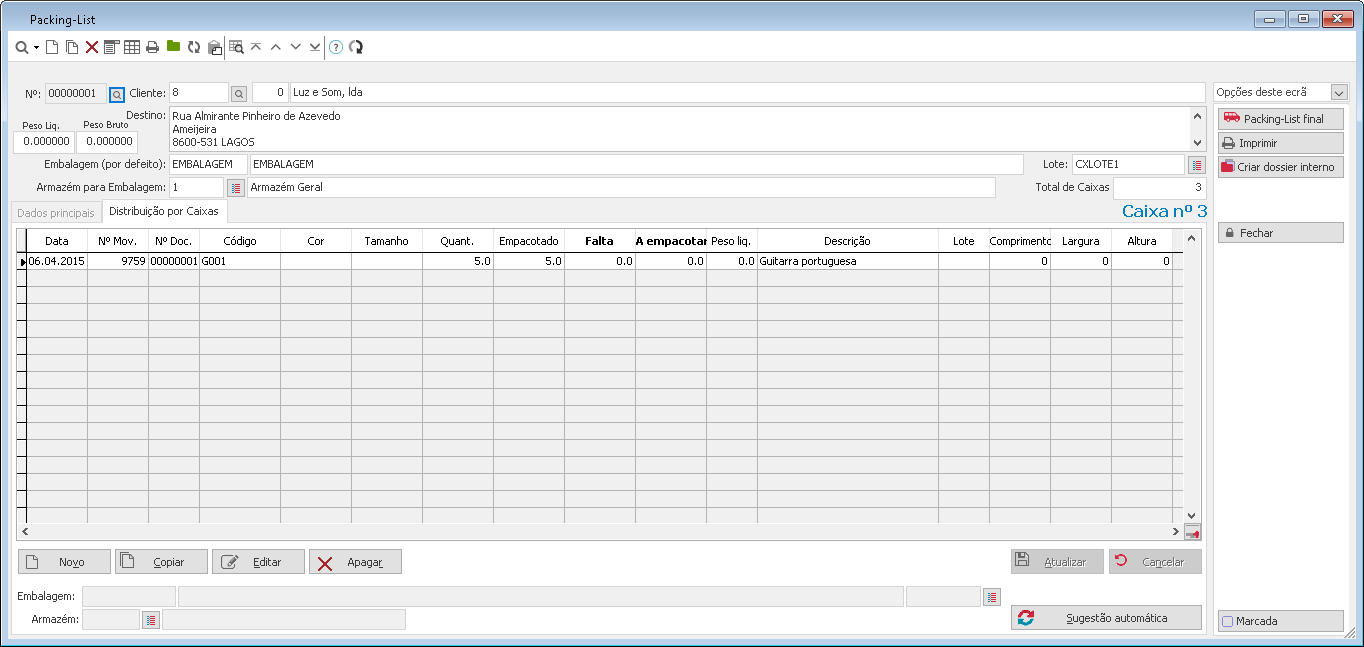 Packing-List
Nº: 00000001 Cliente: 8 0 Luz e Som, lda
Opções deste ecrã
Peso Liq. Peso Bruto Destino: Rua Almirante Pinheiro de Azevedo
Ameijeira
8600-531 LAGOS
0.000000 0.000000
Packing-List final
Imprimir
Criar dossier interno
Embalagem (por defeito): EMBALAGEM EMBALAGEM Lote: CXLOTE1
Armazém para Embalagem: 1 Armazém Geral Total de Caixas 3
Dados principais Distribuição por Caixas Caixa nº 3
Fechar
Data Nº Mov. Nº Doc. Código Cor Tamanho Quant. Empacotado Falta A empacotar Peso liq. Descrição Lote Comprimento Largura Altura
06.04.2015 9759 00000001 G001 5.0 5.0 0.0 0.0 0.0 Guitarra portuguesa 0 0 0
Novo Copiar Editar Apagar Atualizar Cancelar
Embalagem:
Armazém: Sugestão automática Marcada